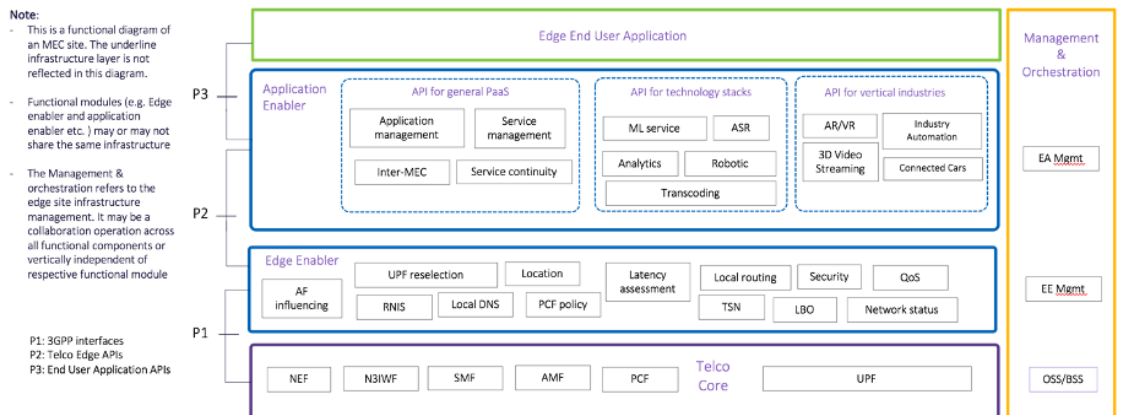 Note:
- This is a functional diagram of
an MEC site. The underline
infrastructure layer is not
reflected in this diagram.
- Functional modules (e.g. Edge
enabler and application
enabler etc. ) may or may not
share the same infrastructure
- The Management &
orchestration refers to the
edge site infrastructure
management. It may be a
collaboration operation across
all functional components or
vertically independent of
respective functional module
P1: 3GPP interfaces
P2: Telco Edge APIs
P3: End User Application APIs
P3
P2
P1
Edge End User Application
Application
Enabler
API for general PaaS
Application
management
Service
management
Inter-MEC
Service continuity
API for technology stacks
ML service
ASR
Analytics
Robotic
Transcoding
API for vertical industries
AR/VR
Industry
Automation
3D Video
Streaming
Connected Cars
Edge Enabler
AF
influencing
UPF reselection
Location
RNIS
Local DNS
PCF policy
Latency
assessment
Local routing
Security
QoS
TSN
LBO
Network status
Telco
Core
NEF
N3IWF
SMF
AMF
PCF
UPF
Management
&
Orchestration
EA Mgmt
EE Mgmt
OSS/BSS